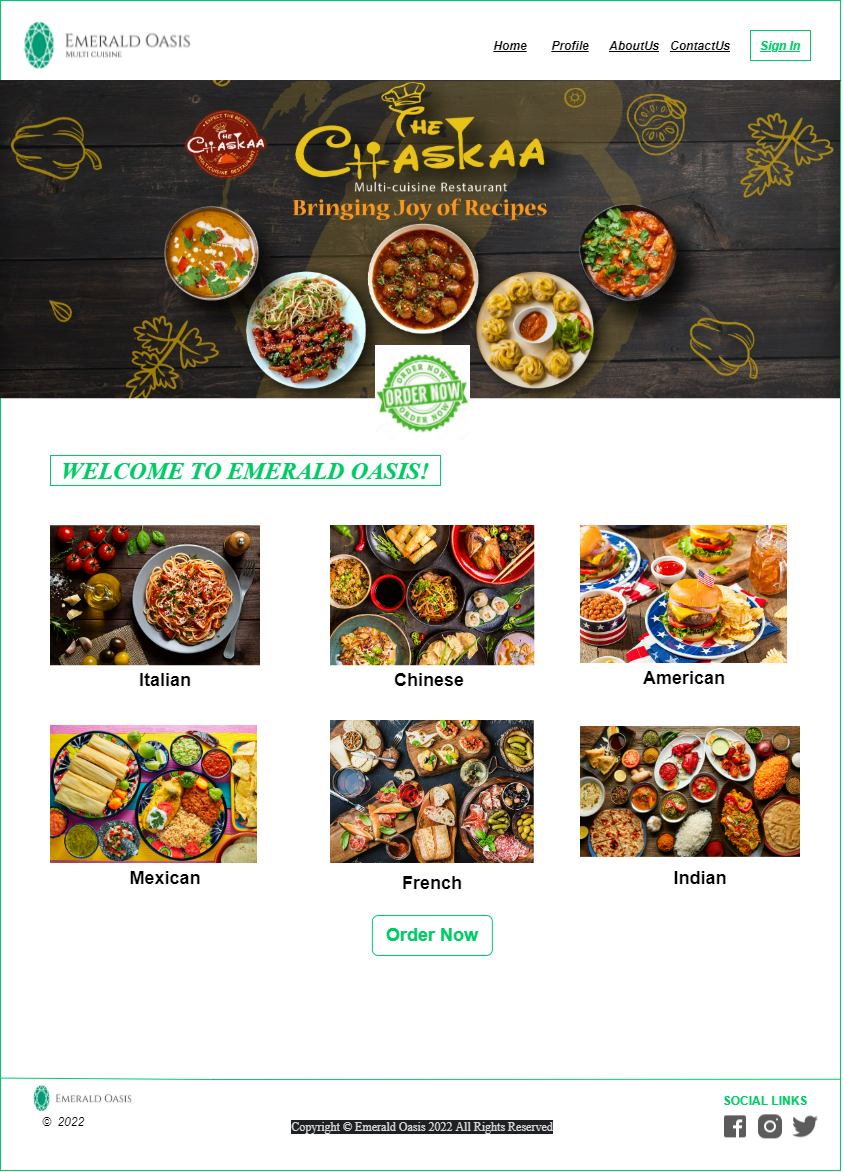 EMERALD OASIS
MULTI CUISINE
Home Profile AboutUs ContactUs Sign In
EXPECT THE BEST
THE CHASKAA
MULTICUISINE RESTAURANT
THE
CHASKAA
Multi-cuisine Restaurant
Bringing Joy of Recipes
ORDER NOW
ORDER NOW
ORDER NOW
WELCOME TO EMERALD OASIS!
Italian Chinese American
Mexican French Indian
Order Now
EMERALD OASIS
© 2022
Copyright © Emerald Oasis 2022 All Rights Reserved
SOCIAL LINKS